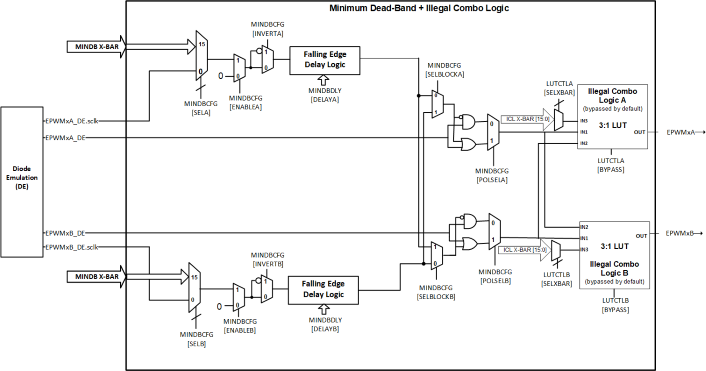 Minimum Dead-Band + Illegal Combo Logic
MINDB X-BAR
15
0
MINDBCFG
[SELA]
0
1
0
MINDBCFG
[ENABLEA]
MINDBCFG
[INVERTA]
1
0
Falling Edge
Delay Logic
MINDBDLY
[DELAYA]
MINDBCFG
[SELBLOCKA]
0
1
0
1
MINDBCFG
[POLSELA]
ICL X-BAR [15:0]
LUTCTLA
[SELXBAR]
Illegal Combo
Logic A
(bypassed by default)
3:1 LUT
IN3
IN1
IN2
OUT
LUTCTLA
[BYPASS]
EPWMxA
Diode
Emulation
(DE)
EPWMxA_DE.sclk
EPWMxA_DE
EPWMxB_DE
EPWMxB_DE.sclk
MINDB X-BAR
15
0
MINDBCFG
[SELB]
0
1
0
MINDBCFG
[ENABLEB]
MINDBCFG
[INVERTB]
1
0
Falling Edge
Delay Logic
MINDBDLY
[DELAYB]
1
0
MINDBCFG
[SELBLOCKB]
0
1
MINDBCFG
[POLSELB]
ICL X-BAR [15:0]
LUTCTLB
[SELXBAR]
IN2
IN1
IN3
OUT
3:1 LUT
Illegal Combo
Logic B
(bypassed by default)
LUTCTLB
[BYPASS]
EPWMxB